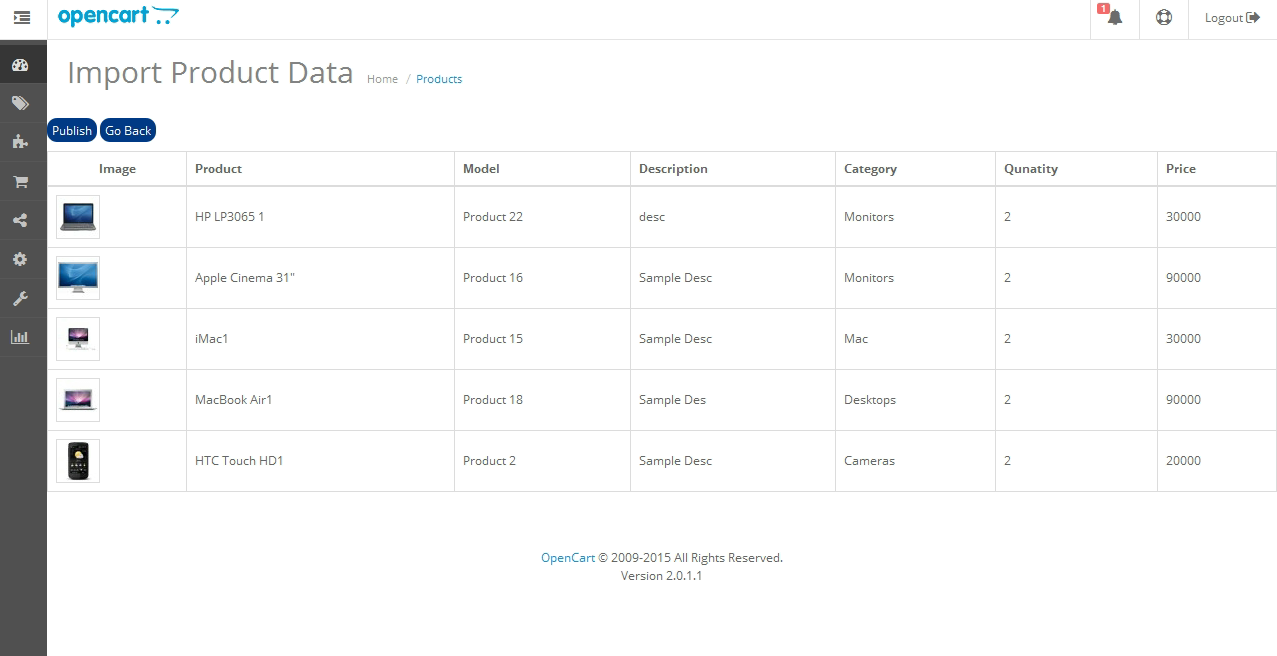 opencart
1
Logout
Import Product Data Home / Products
Publish Go Back
Image Product Model Description Category Qunatity Price
HP LP3065 1 Product 22 desc Monitors 2 30000
Apple Cinema 31" Product 16 Sample Desc Monitors 2 90000
iMac1 Product 15 Sample Desc Mac 2 30000
MacBook Air1 Product 18 Sample Des Desktops 2 90000
HTC Touch HD1 Product 2 Sample Desc Cameras 2 20000
OpenCart © 2009-2015 All Rights Reserved.
Version 2.0.1.1